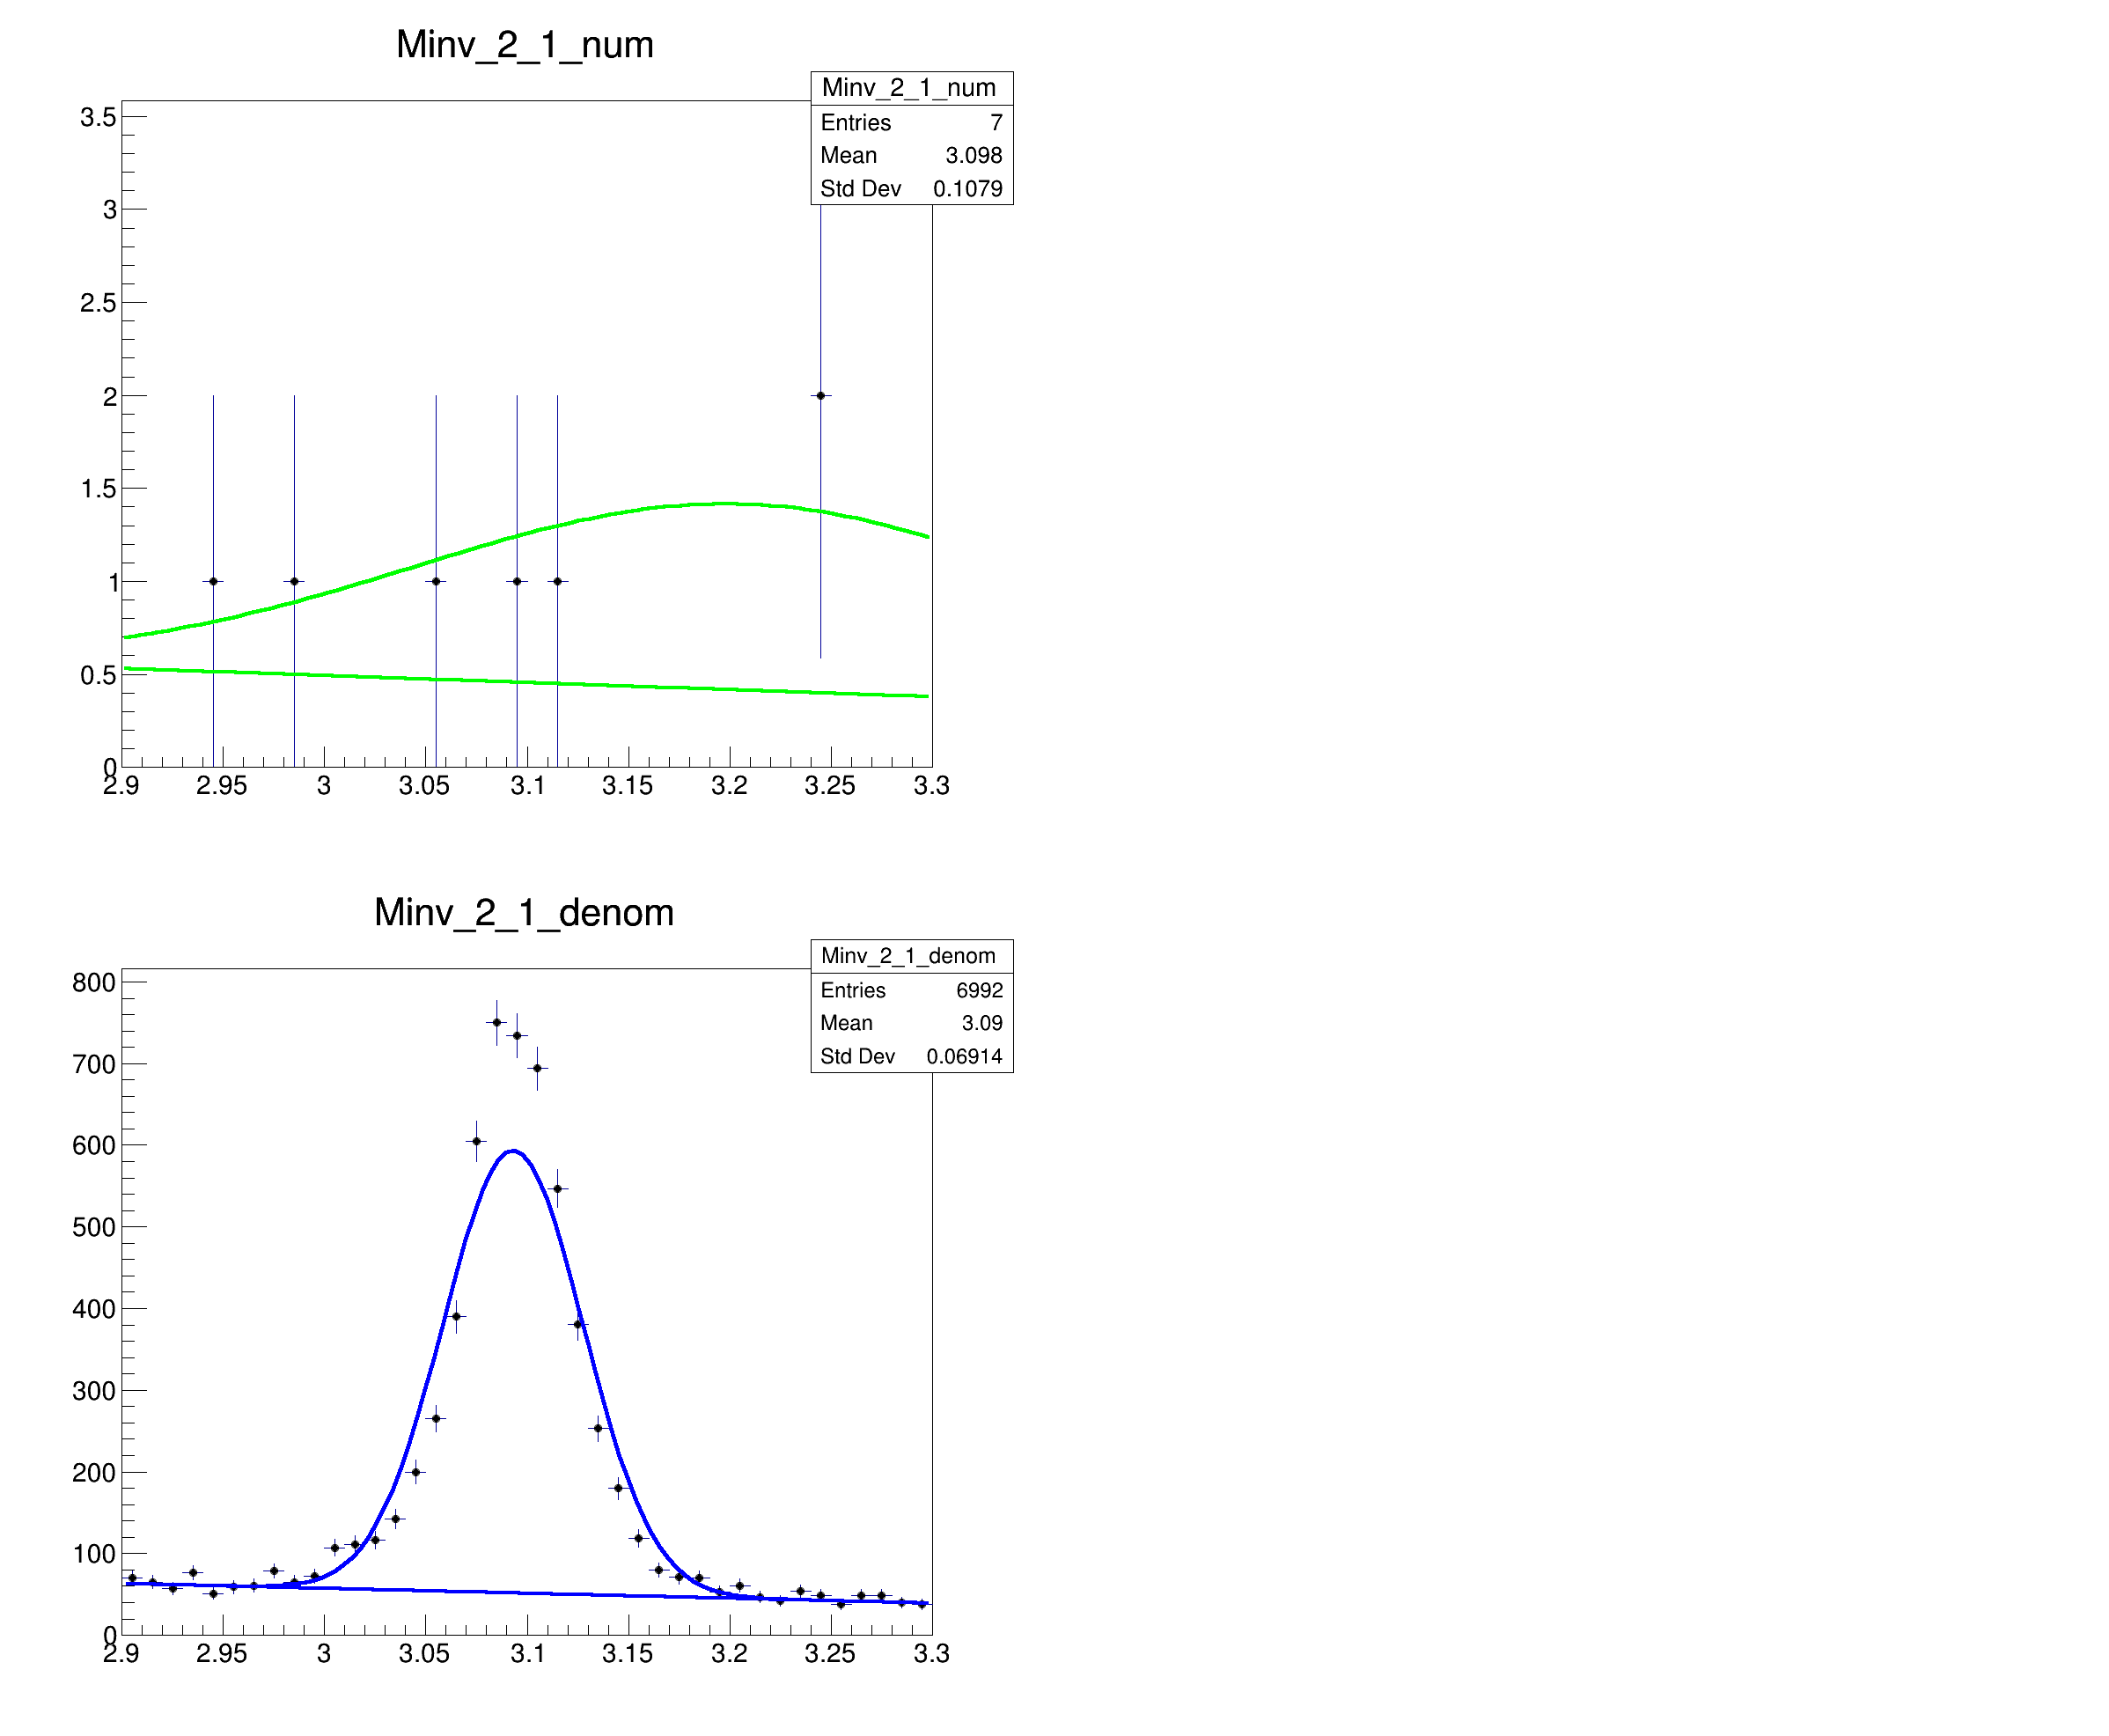 Minv_2_1_num
Minv_2_1_num
Entries 7
Mean 3.098
Std Dev 0.1079
3.5
3
2.5
2
1.5
1
0.5
0
2.9 2.95 3 3.05 3.1 3.15 3.2 3.25 3.3
Minv_2_1_denom
Minv_2_1_denom
Entries 6992
Mean 3.09
Std Dev 0.06914
800
700
600
500
400
300
200
100
0
2.9 2.95 3 3.05 3.1 3.15 3.2 3.25 3.3